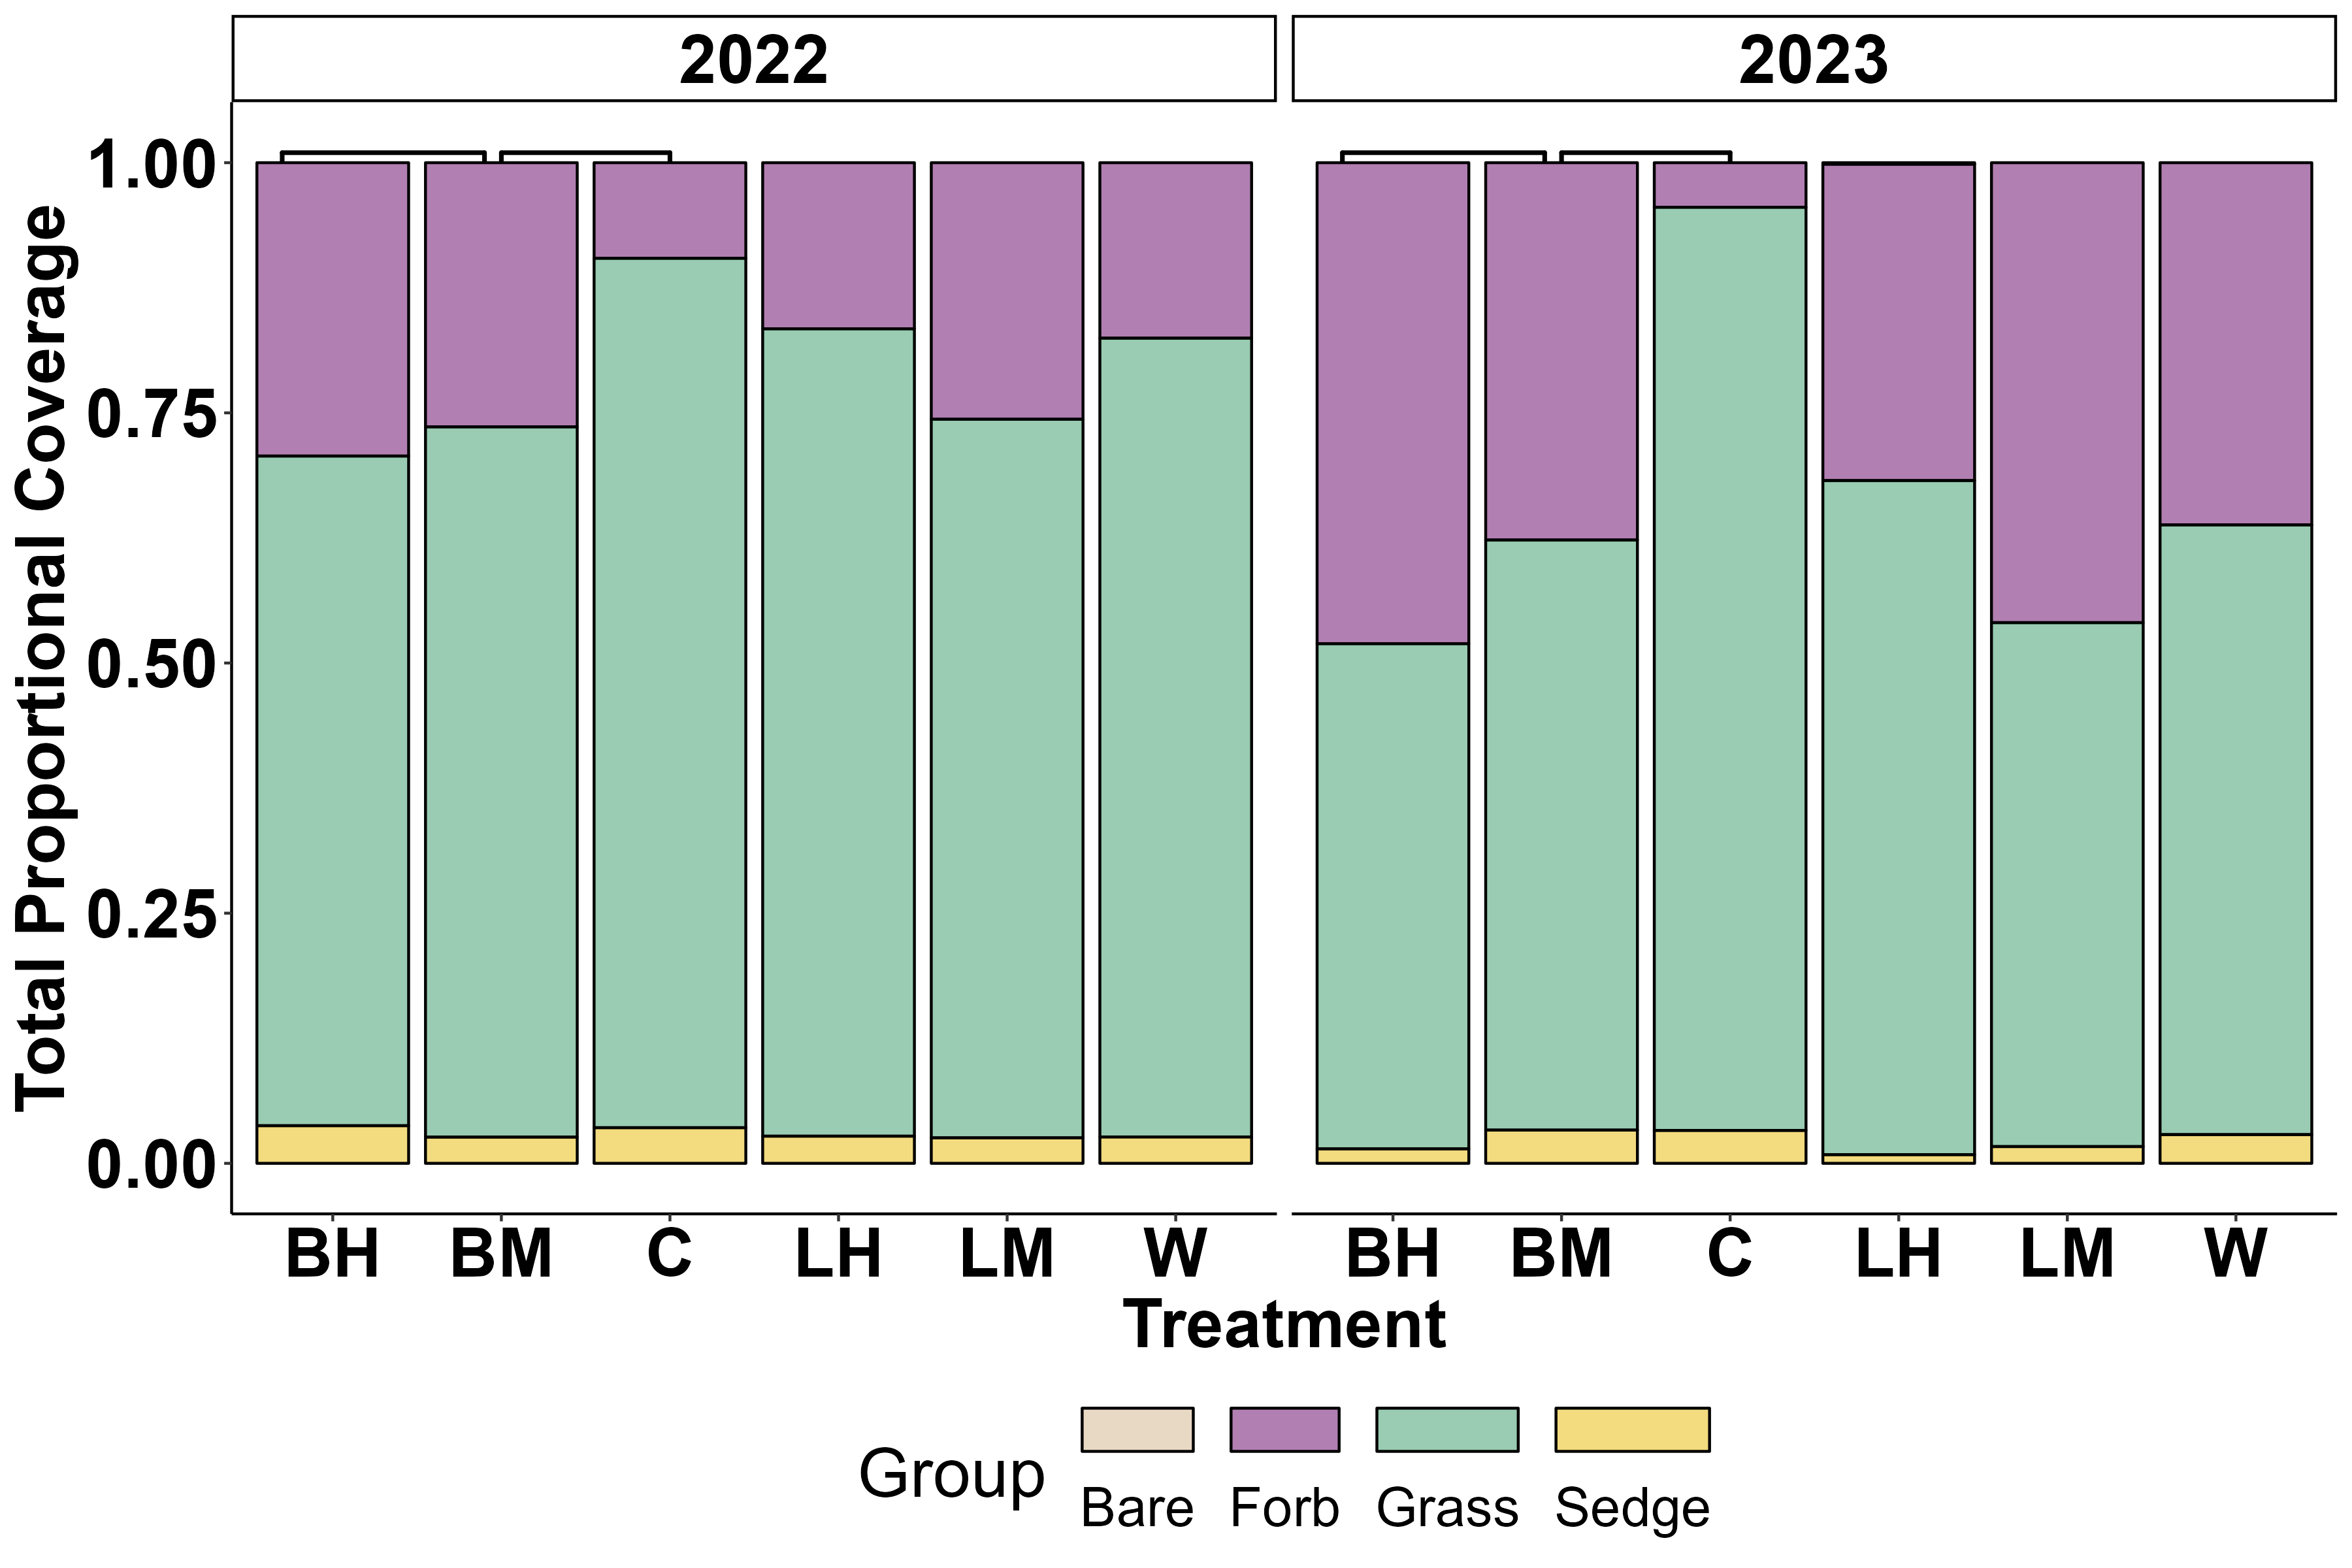 2022 2023
Total Proportional Coverage
1.00
0.75
0.50
0.25
0.00
BH BM C LH LM W BH BM C LH LM W
Treatment
Group
Bare Forb Grass Sedge